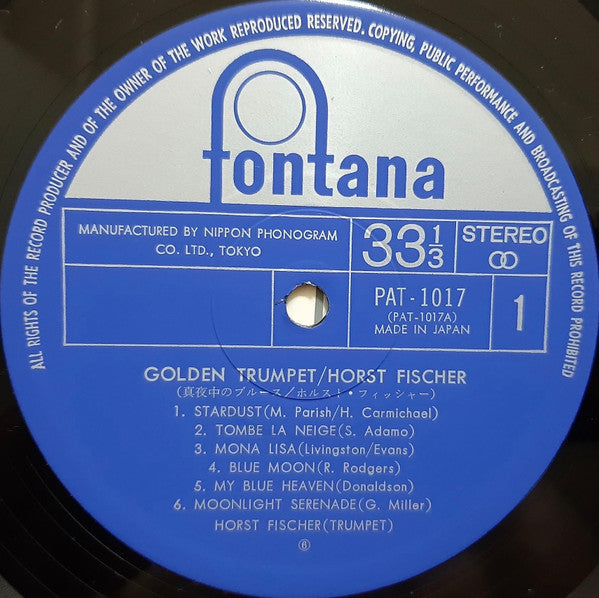 ALL RIGHTS OF THE RECORD PRODUCER AND OF THE OWNER OF THE WORK REPRODUCED RESERVED. COPYING, PUBLIC PERFORMANCE AND BROADCASTING OF THIS RECORD PROHIBITED
fontana
MANUFACTURED BY NIPPON PHONOGRAM
CO. LTD., TOKYO
33 1/3
STEREO
PAT-1017
(PAT-1017A)
MADE IN JAPAN
1
GOLDEN TRUMPET/HORST FISCHER
(真夜中のブルース/ホルスト・フィッシャー)
1. STARDUST(M. Parish/H. Carmichael)
2. TOMBE LA NEIGE(S. Adamo)
3. MONA LISA(Livingston/Evans)
4. BLUE MOON(R. Rodgers)
5. MY BLUE HEAVEN(Donaldson)
6. MOONLIGHT SERENADE(G. Miller)
HORST FISCHER(TRUMPET)
⑥